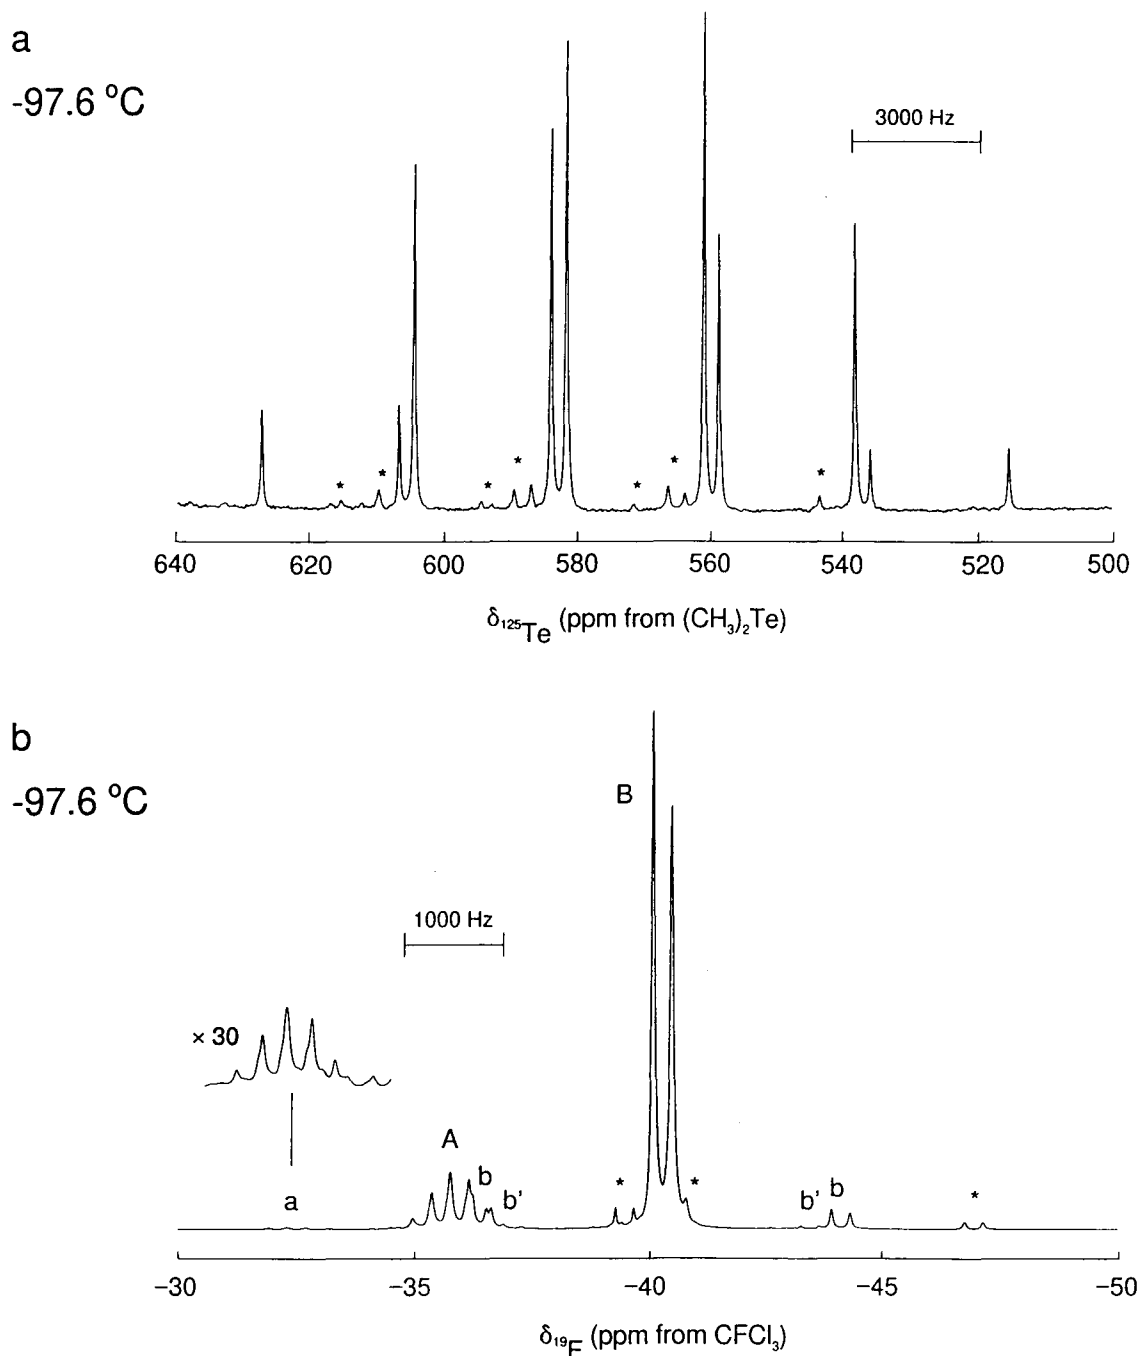 a
-97.6 °C
3000 Hz
* * * * * * *
640 620 600 580 560 540 520 500
δ₁₂₅Te (ppm from (CH₃)₂Te)
b
-97.6 °C
B
1000 Hz
× 30
A
a
b
b'
*
*
b' b
*
−30 −35 −40 −45 −50
δ₁₉F (ppm from CFCl₃)